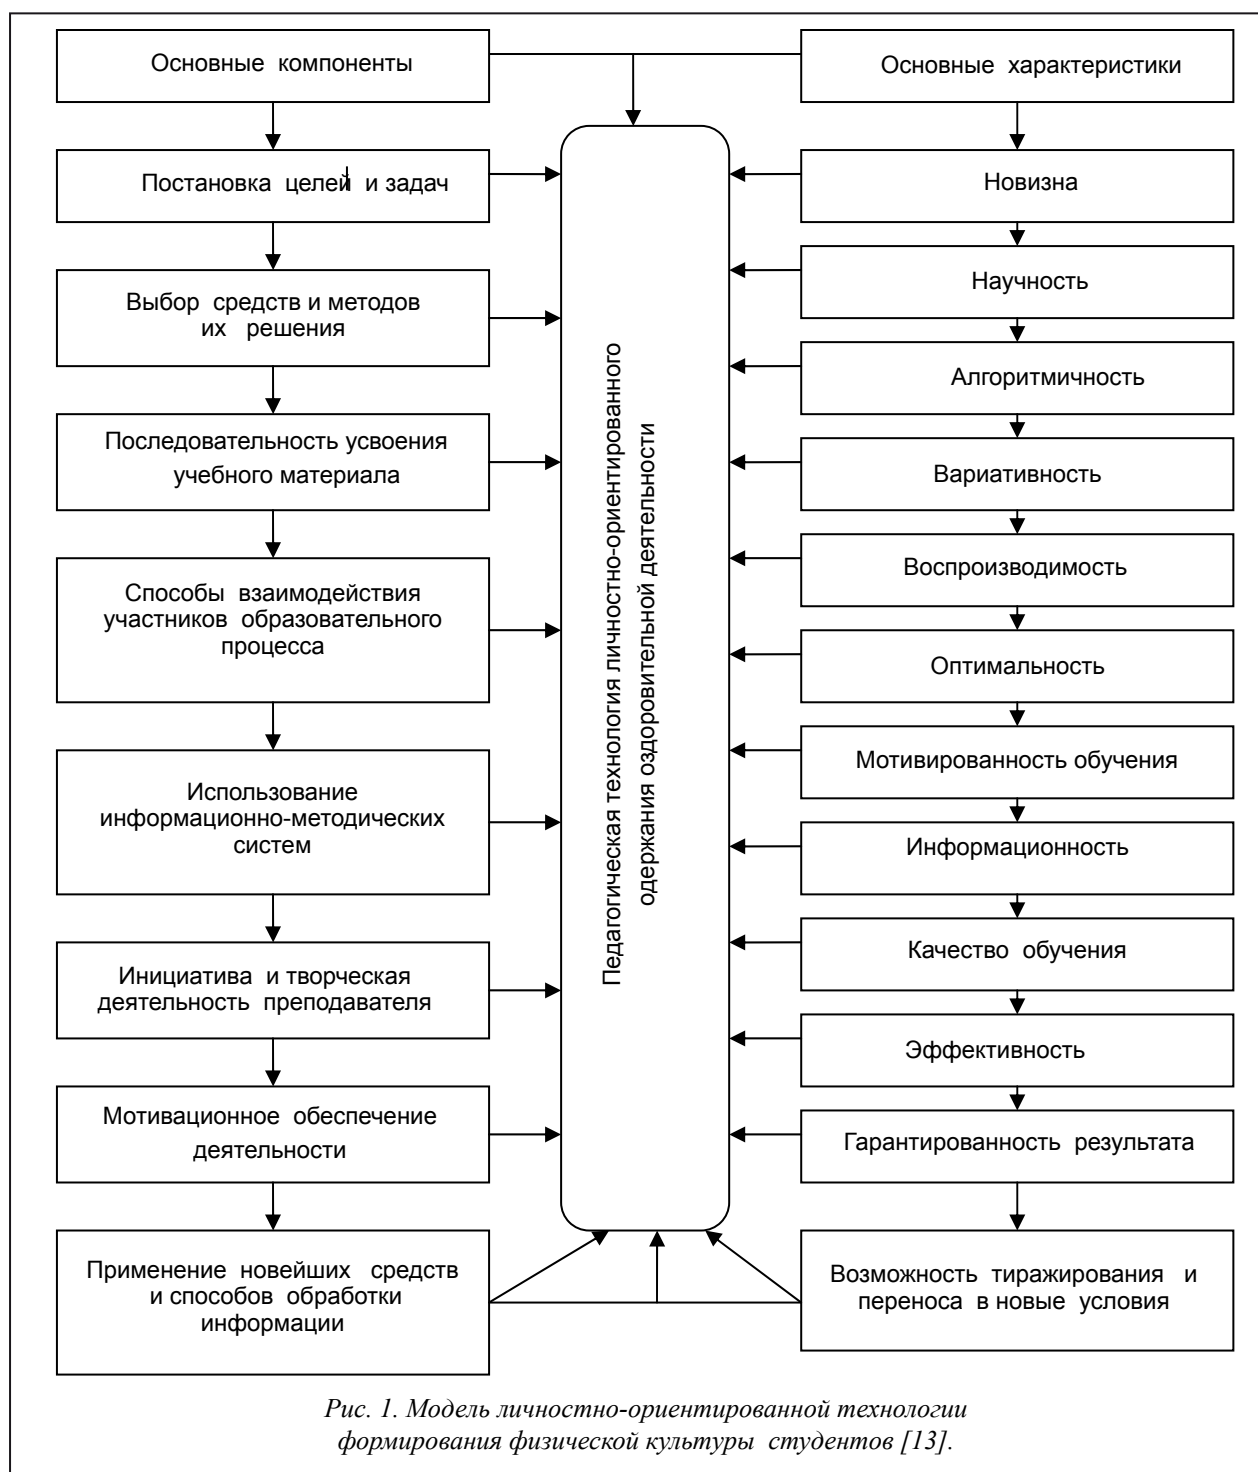 Основные компоненты
Основные характеристики
Постановка целей и задач
Выбор средств и методов
их решения
Последовательность усвоения
учебного материала
Способы взаимодействия
участников образовательного
процесса
Использование
информационно-методических
систем
Инициатива и творческая
деятельность преподавателя
Мотивационное обеспечение
деятельности
Применение новейших средств
и способов обработки
информации
Педагогическая технология личностно-ориентированного
одержания оздоровительной деятельности
Новизна
Научность
Алгоритмичность
Вариативность
Воспроизводимость
Оптимальность
Мотивированность обучения
Информационность
Качество обучения
Эффективность
Гарантированность результата
Возможность тиражирования и
переноса в новые условия
Рис. 1. Модель личностно-ориентированной технологии
формирования физической культуры студентов [13].